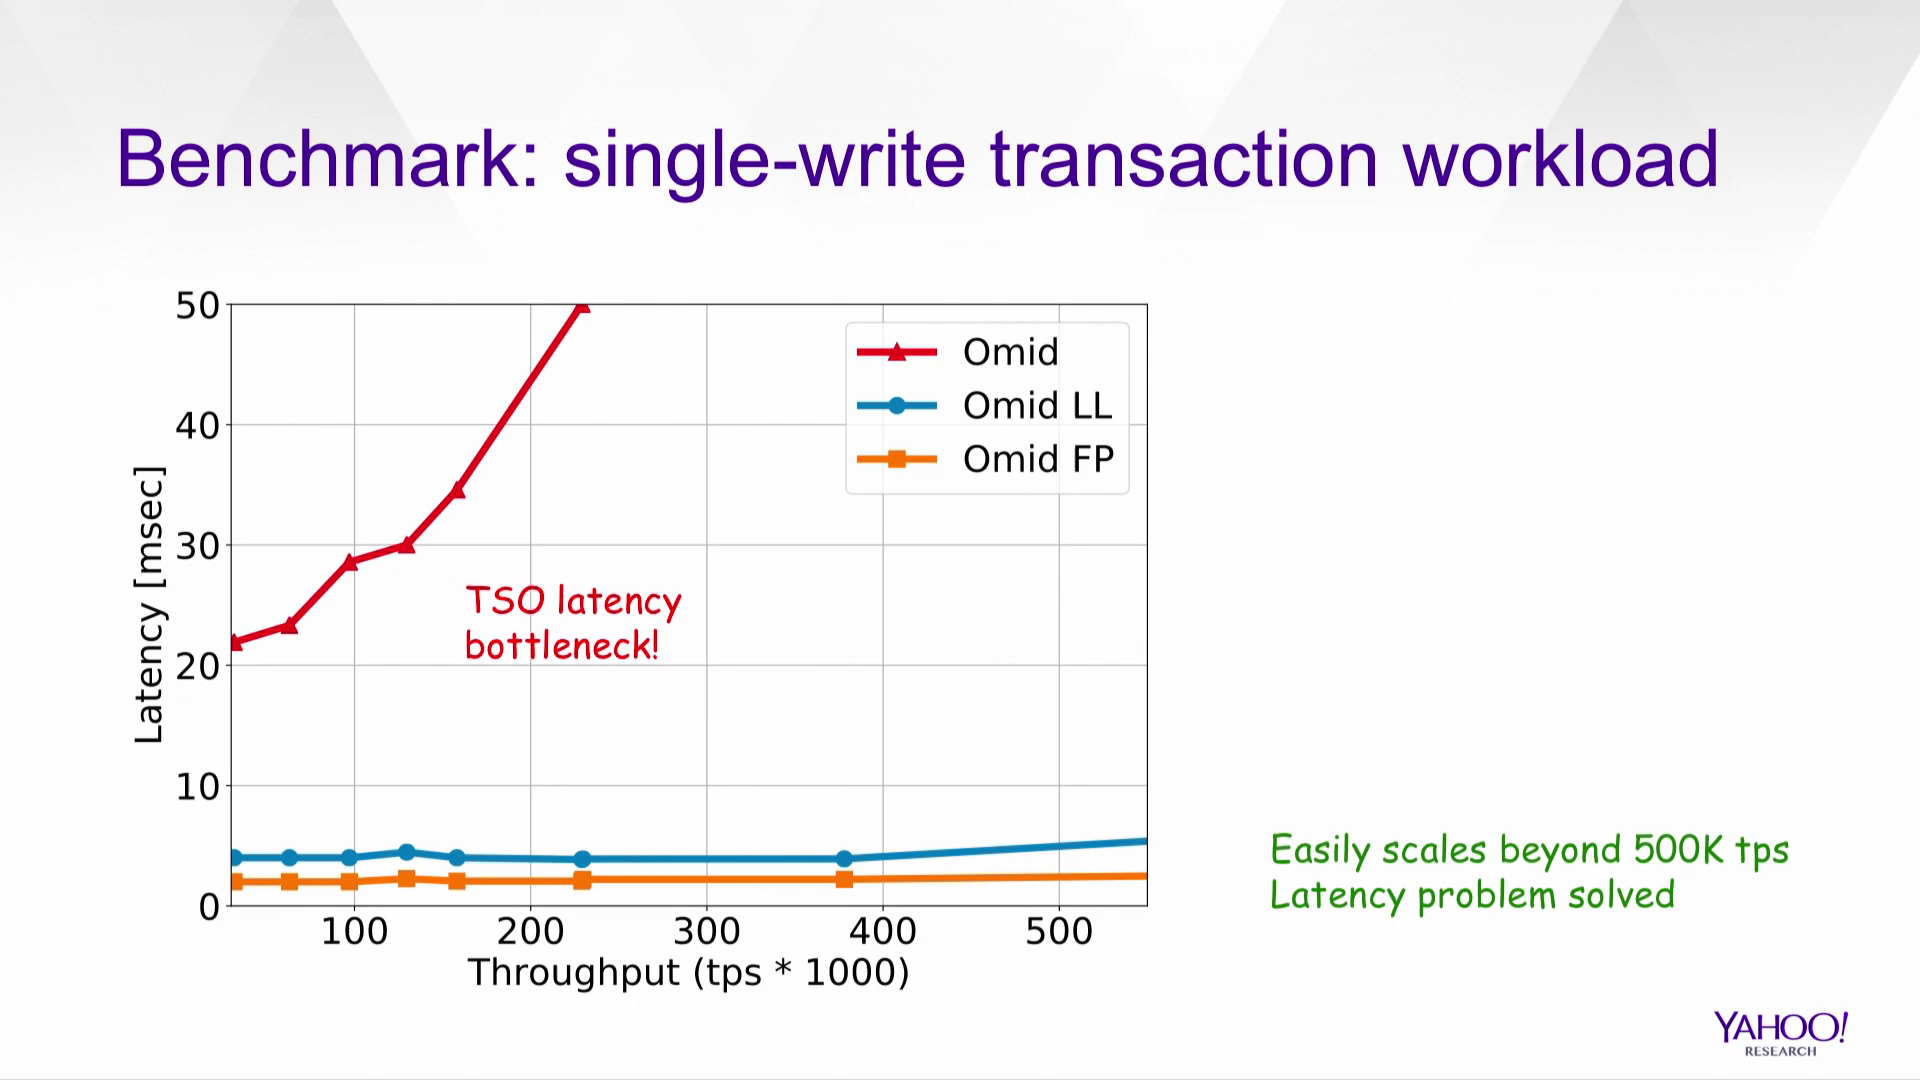 Benchmark: single-write transaction workload
50
40
30
20
10
0
Latency [msec]
Omid
Omid LL
Omid FP
TSO latency
bottleneck!
100 200 300 400 500
Throughput (tps * 1000)
Easily scales beyond 500K tps
Latency problem solved
YAHOO!
RESEARCH